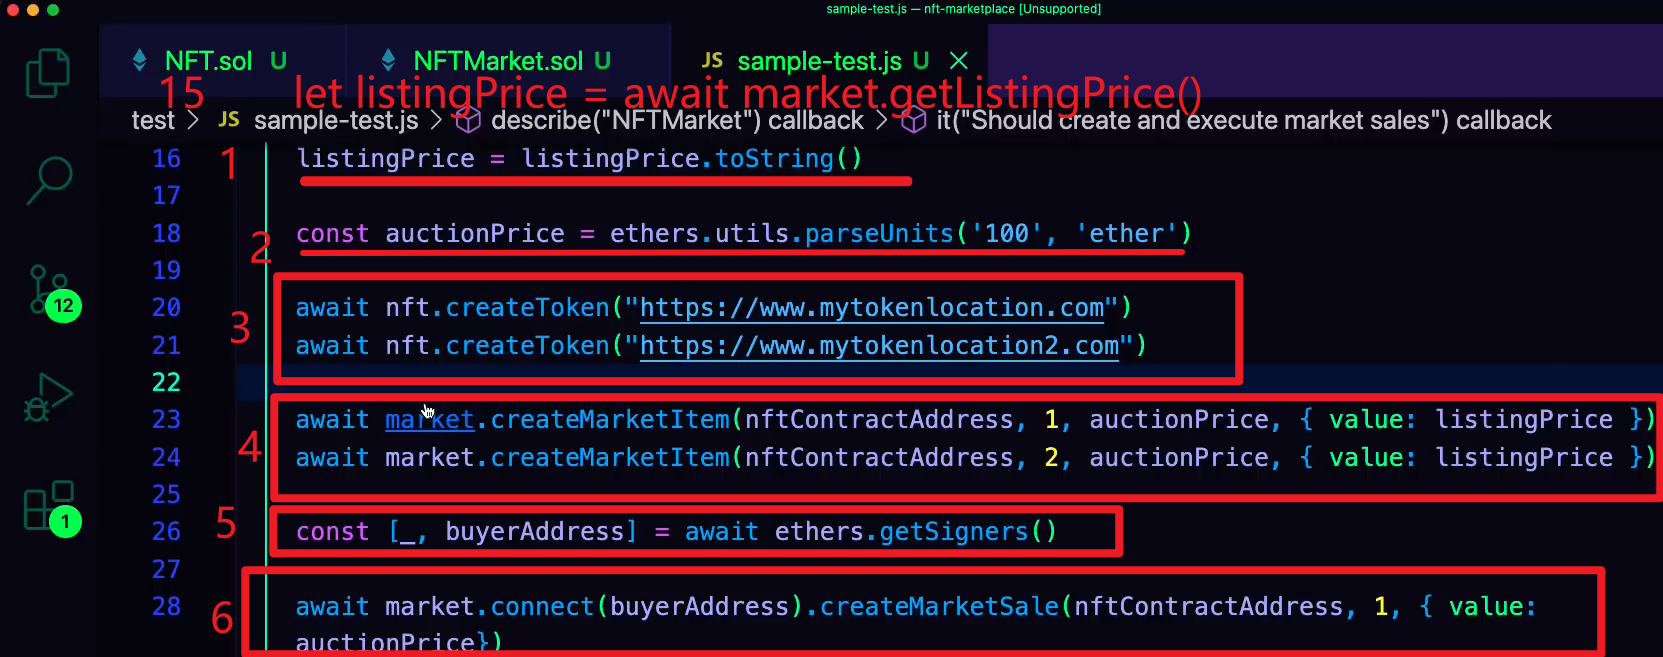 sample-test.js — nft-marketplace [Unsupported]
NFT.sol U NFTMarket.sol U JS sample-test.js U
15 let listingPrice = await market.getListingPrice()
test > JS sample-test.js > describe("NFTMarket") callback > it("Should create and execute market sales") callback
16 1 listingPrice = listingPrice.toString()
17
18 2 const auctionPrice = ethers.utils.parseUnits('100', 'ether')
19
20 3 await nft.createToken("https://www.mytokenlocation.com")
21 await nft.createToken("https://www.mytokenlocation2.com")
22
23 await market.createMarketItem(nftContractAddress, 1, auctionPrice, { value: listingPrice })
24 4 await market.createMarketItem(nftContractAddress, 2, auctionPrice, { value: listingPrice })
25
26 5 const [_, buyerAddress] = await ethers.getSigners()
27
28 6 await market.connect(buyerAddress).createMarketSale(nftContractAddress, 1, { value:
auctionPrice})
12
1